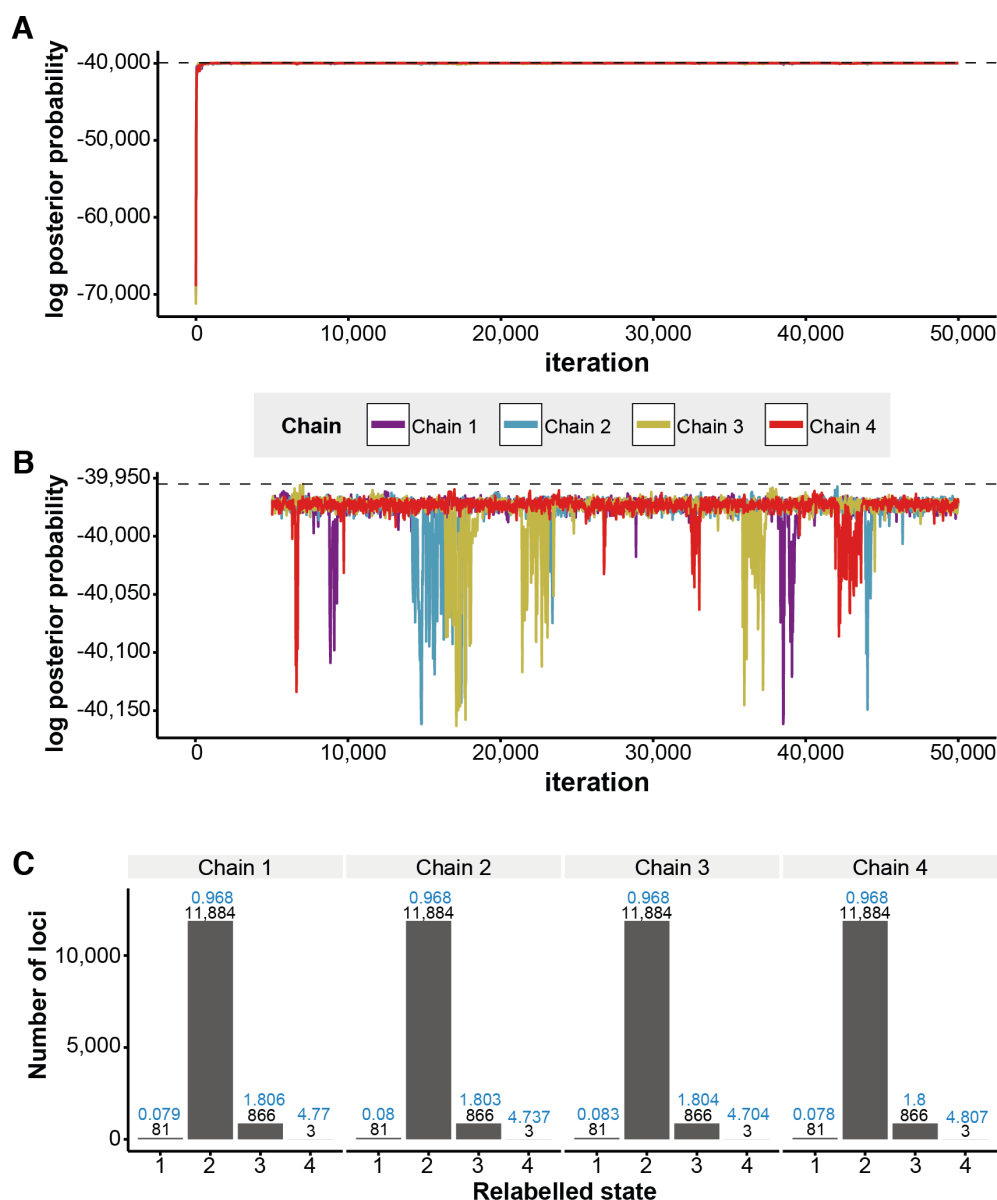 A
log posterior probability
-40,000
-50,000
-60,000
-70,000
0 10,000 20,000 30,000 40,000 50,000
iteration
Chain Chain 1 Chain 2 Chain 3 Chain 4
B
log posterior probability
-39,950
-40,000
-40,050
-40,100
-40,150
0 10,000 20,000 30,000 40,000 50,000
iteration
C
Chain 1 Chain 2 Chain 3 Chain 4
Number of loci
10,000
5,000
0
0.968 0.968 0.968 0.968
11,884 11,884 11,884 11,884
0.079 1.806 4.77 0.08 1.803 4.737 0.083 1.804 4.704 0.078 1.8 4.807
81 866 3 81 866 3 81 866 3 81 866 3
1 2 3 4 1 2 3 4 1 2 3 4 1 2 3 4
Relabelled state